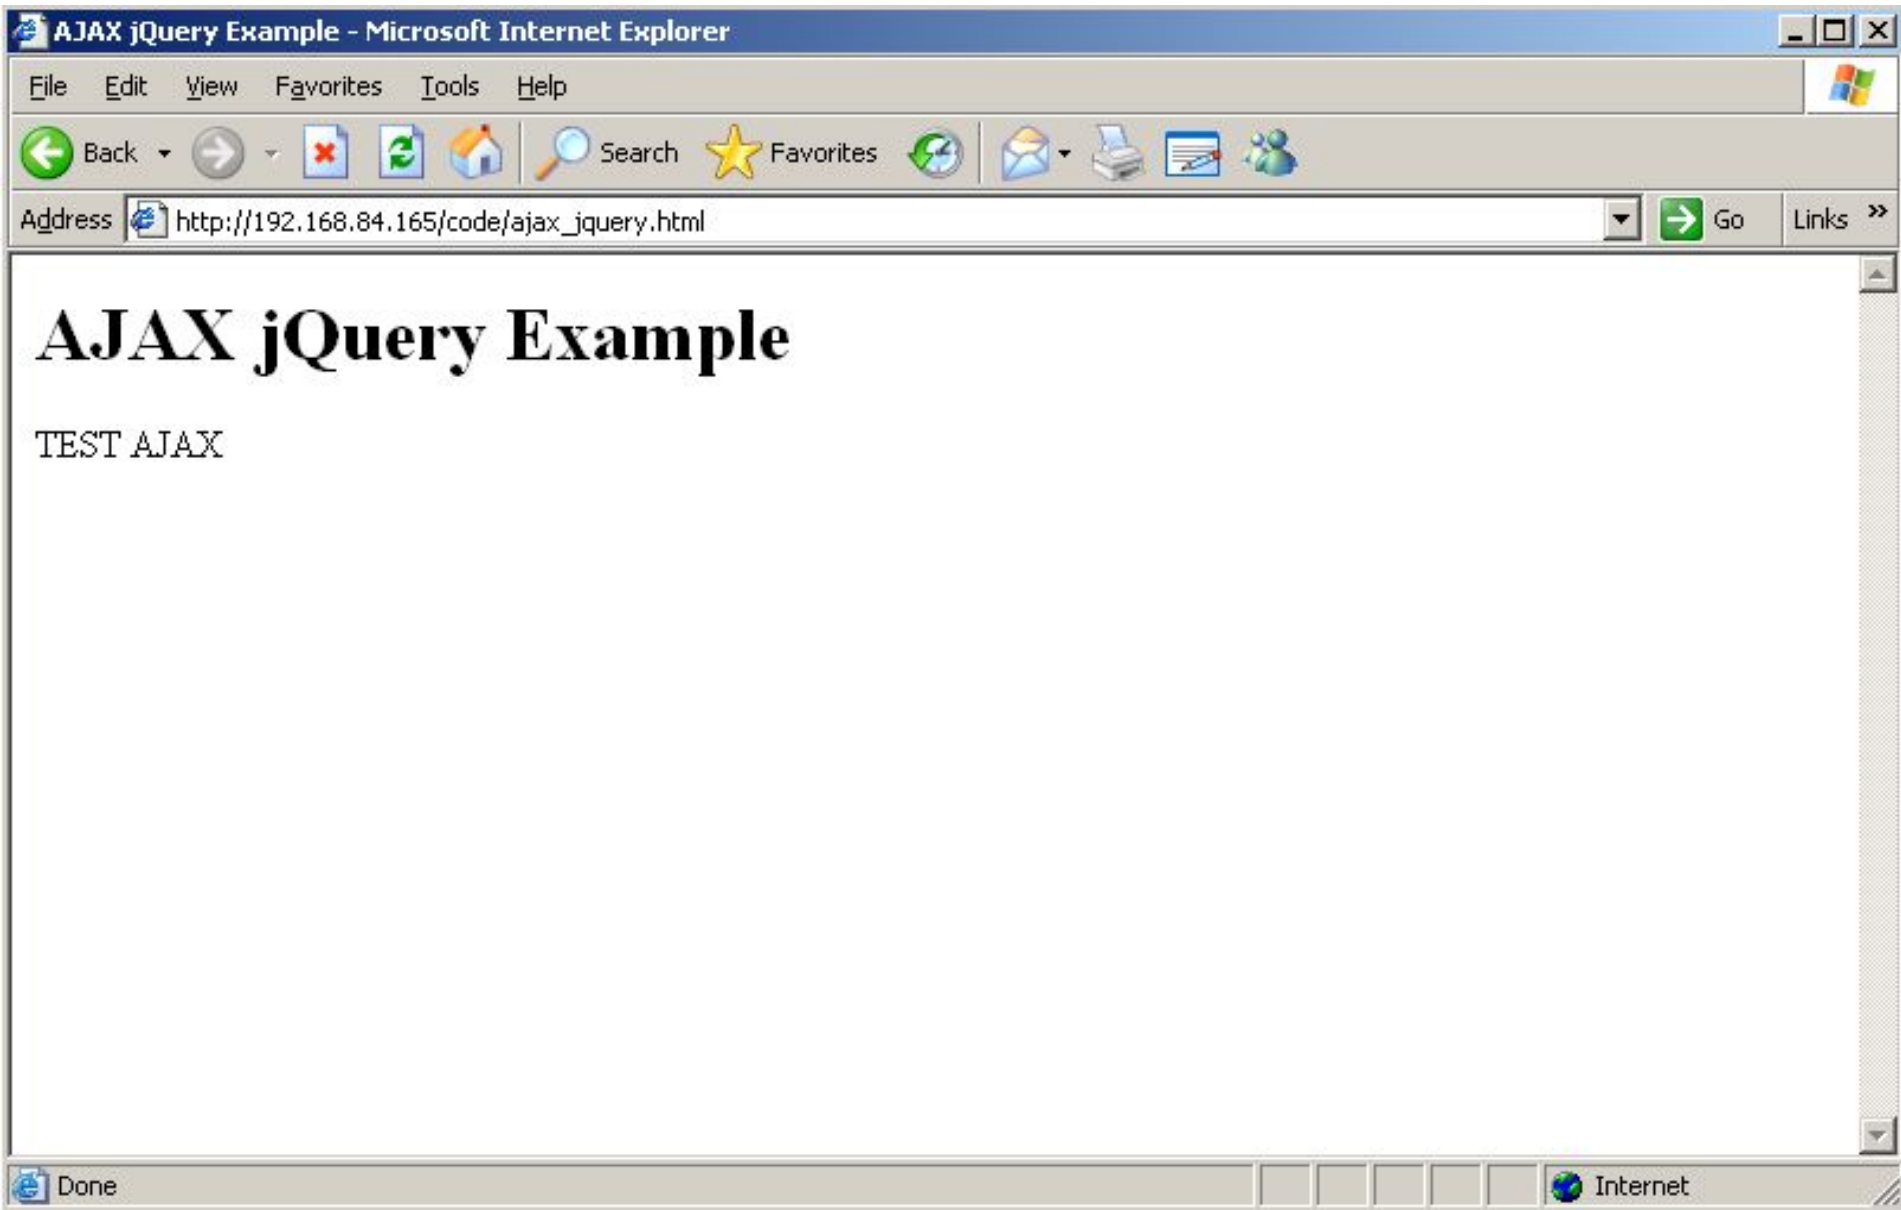 AJAX jQuery Example - Microsoft Internet Explorer
File Edit View Favorites Tools Help
Back Search Favorites
Address http://192.168.84.165/code/ajax_jquery.html Go Links »
AJAX jQuery Example
TEST AJAX
Done Internet